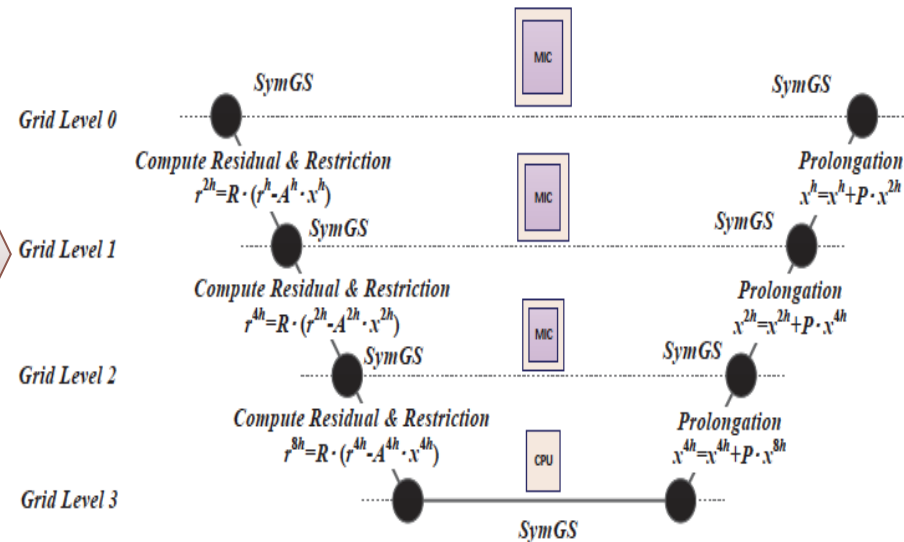 MIC
SymGS
SymGS
Grid Level 0
Compute Residual & Restriction
r^{2h}=R·(r^h-A^h·x^h)
Prolongation
x^h=x^h+P·x^{2h}
MIC
SymGS
SymGS
Grid Level 1
Compute Residual & Restriction
r^{4h}=R·(r^{2h}-A^{2h}·x^{2h})
Prolongation
x^{2h}=x^{2h}+P·x^{4h}
MIC
SymGS
SymGS
Grid Level 2
Compute Residual & Restriction
r^{8h}=R·(r^{4h}-A^{4h}·x^{4h})
Prolongation
x^{4h}=x^{4h}+P·x^{8h}
CPU
Grid Level 3
SymGS